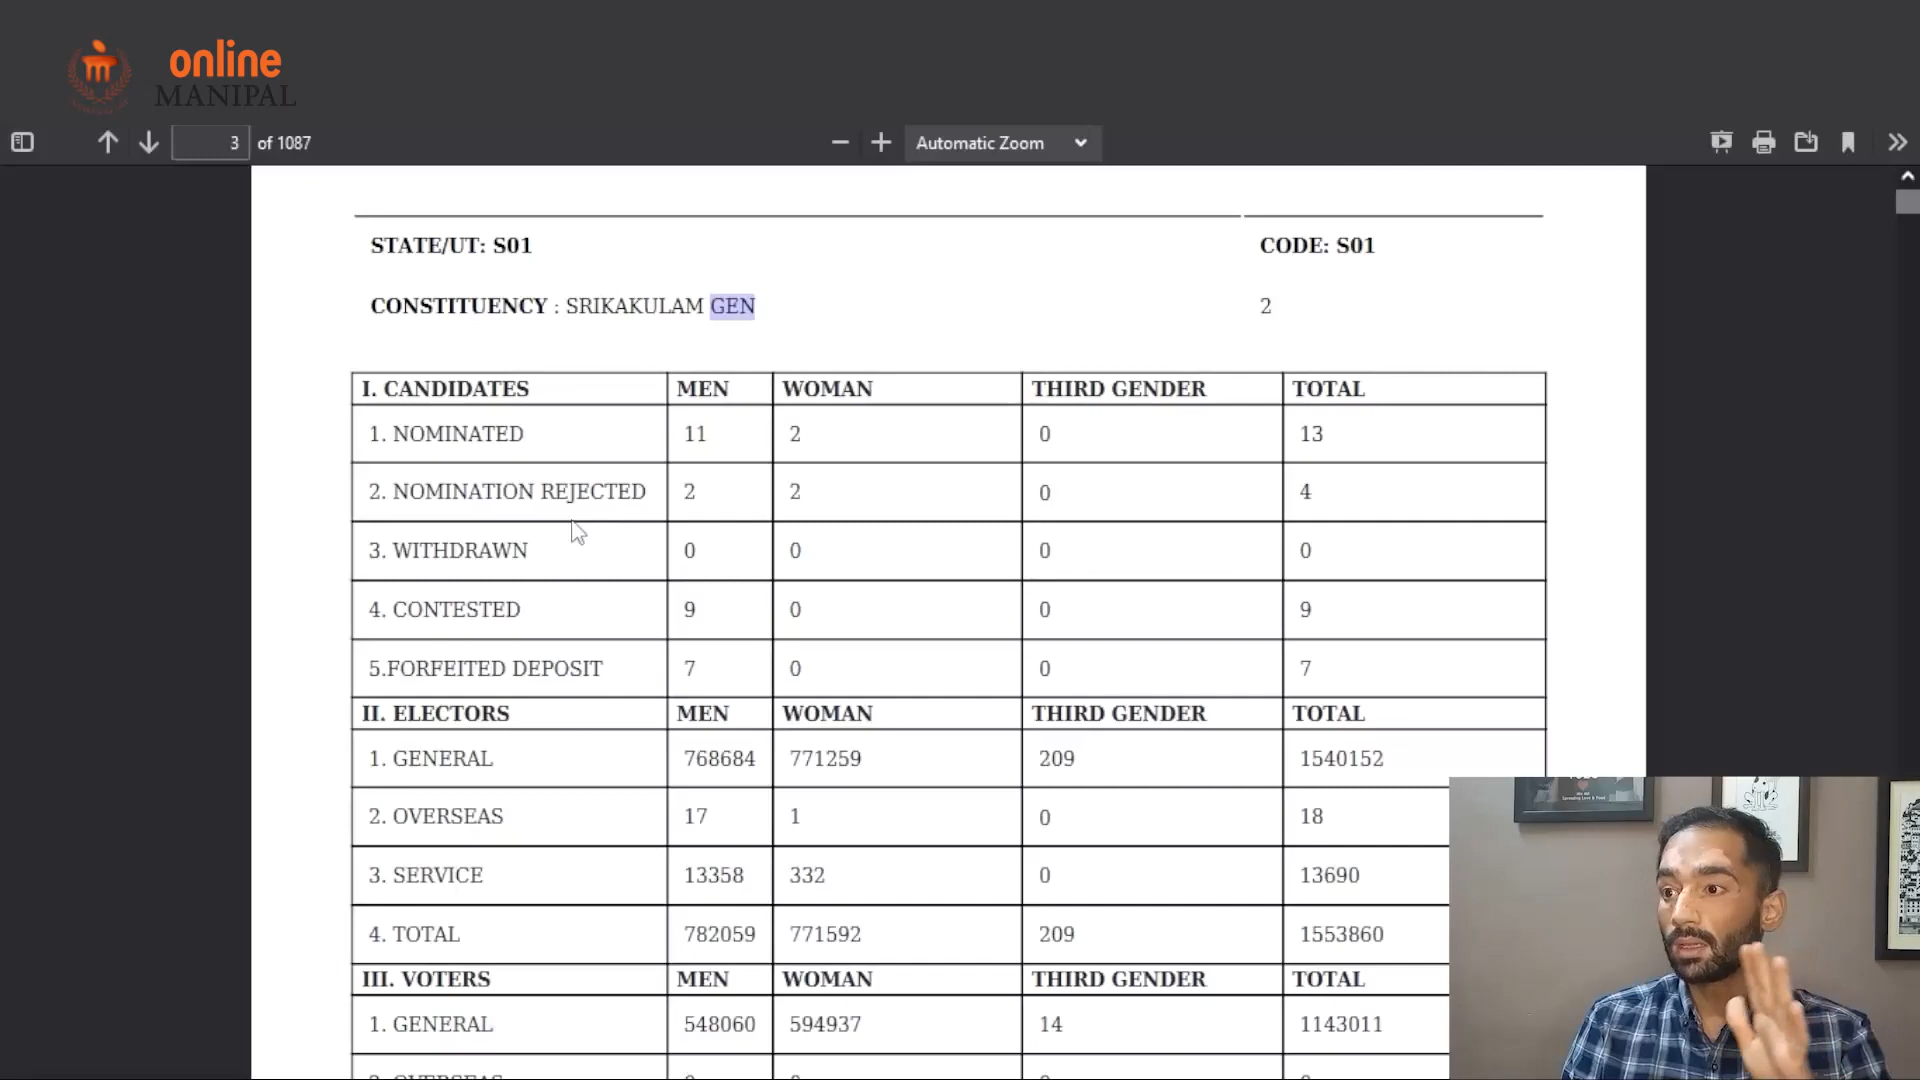 online
MANIPAL
3 of 1087
Automatic Zoom
STATE/UT: S01 CODE: S01
CONSTITUENCY : SRIKAKULAM GEN 2
I. CANDIDATES MEN WOMAN THIRD GENDER TOTAL
1. NOMINATED 11 2 0 13
2. NOMINATION REJECTED 2 2 0 4
3. WITHDRAWN 0 0 0 0
4. CONTESTED 9 0 0 9
5.FORFEITED DEPOSIT 7 0 0 7
II. ELECTORS MEN WOMAN THIRD GENDER TOTAL
1. GENERAL 768684 771259 209 1540152
2. OVERSEAS 17 1 0 18
3. SERVICE 13358 332 0 13690
4. TOTAL 782059 771592 209 1553860
III. VOTERS MEN WOMAN THIRD GENDER TOTAL
1. GENERAL 548060 594937 14 1143011